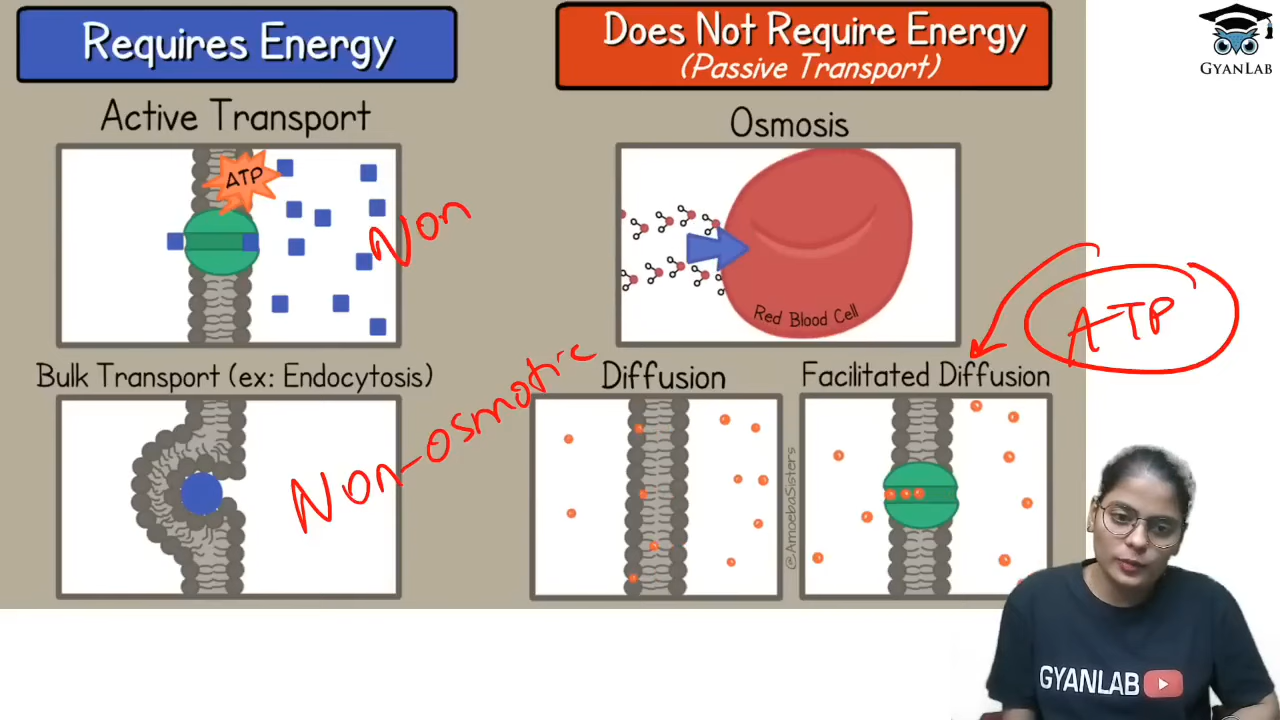 Requires Energy
Does Not Require Energy
(Passive Transport)
GYANLAB
Active Transport
Osmosis
ATP
Non
Red Blood Cell
ATP
Bulk Transport (ex: Endocytosis)
Non-osmotic
Diffusion
Facilitated Diffusion
@AmoebaSisters
GYANLAB